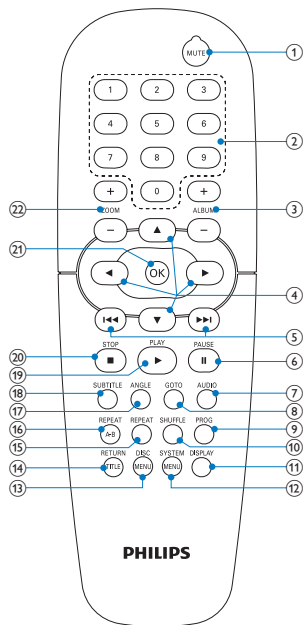 MUTE ①
1 2 3
4 5 6 ②
7 8 9
+ 0 +
㉒ ZOOM ALBUM ③
- -
㉑ OK ④
⑤
STOP PLAY PAUSE
⑳ ⑥
⑲
SUBTITLE ANGLE GOTO AUDIO ⑦
⑱ ⑧
⑰
REPEAT REPEAT SHUFFLE PROG ⑨
⑯ A-B ⑩
⑮
RETURN DISC SYSTEM DISPLAY ⑪
⑭ TITLE MENU MENU
⑬ ⑫
PHILIPS